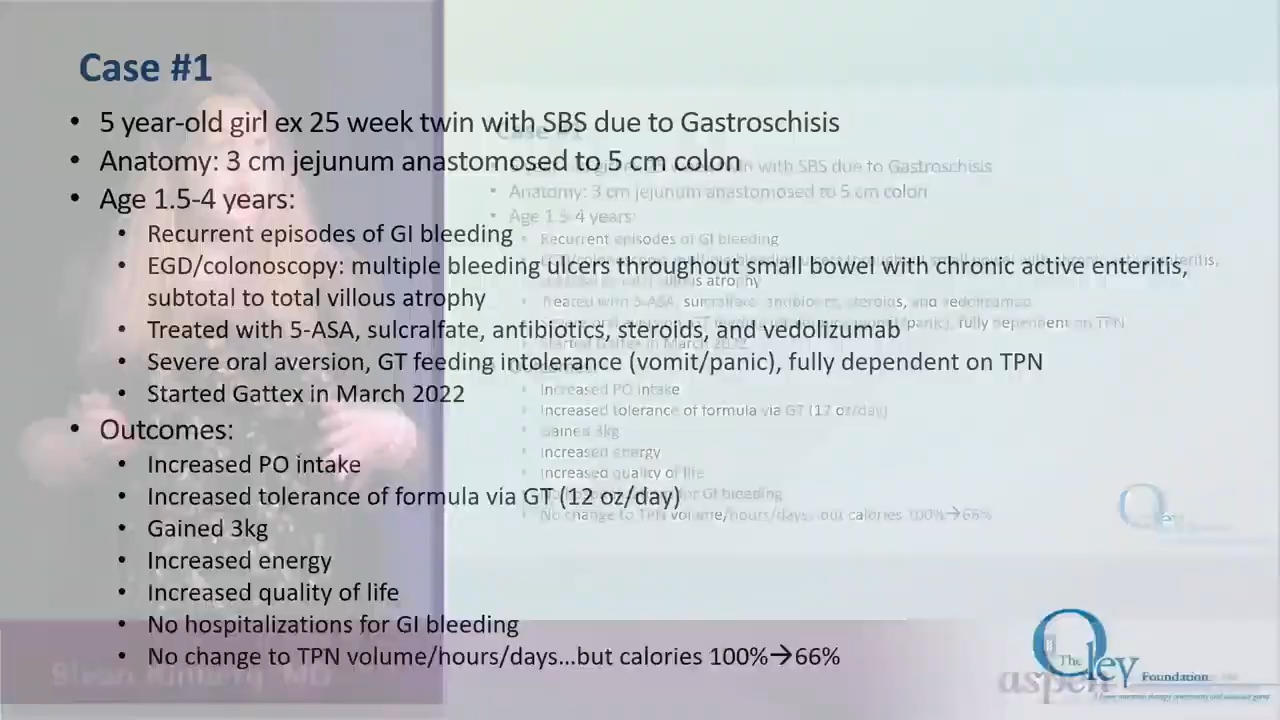 Case #1
• 5 year-old girl ex 25 week twin with SBS due to Gastroschisis
• Anatomy: 3 cm jejunum anastomosed to 5 cm colon
• Age 1.5-4 years:
• Recurrent episodes of GI bleeding
• EGD/colonoscopy: multiple bleeding ulcers throughout small bowel with chronic active enteritis,
subtotal to total villous atrophy
• Treated with 5-ASA, sulcralfate, antibiotics, steroids, and vedolizumab
• Severe oral aversion, GT feeding intolerance (vomit/panic), fully dependent on TPN
• Started Gattex in March 2022
• Outcomes:
• Increased PO intake
• Increased tolerance of formula via GT (12 oz/day)
• Gained 3kg
• Increased energy
• Increased quality of life
• No hospitalizations for GI bleeding
• No change to TPN volume/hours/days...but calories 100%→66%
The Oley Foundation
aspen